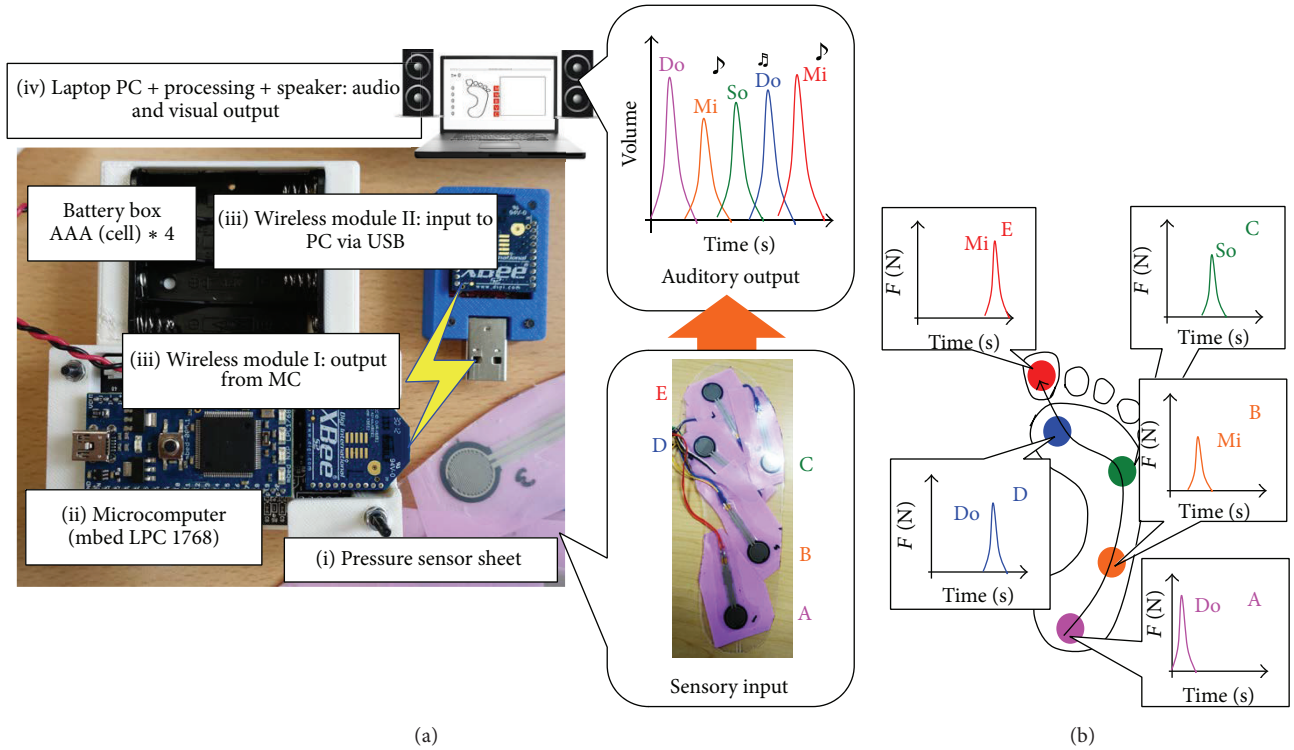 (iv) Laptop PC + processing + speaker: audio
and visual output
Battery box
AAA (cell) * 4
(iii) Wireless module II: input to
PC via USB
(iii) Wireless module I: output
from MC
XBee
XBee
(ii) Microcomputer
(mbed LPC 1768)
(i) Pressure sensor sheet
3
Volume
Do
Mi
So
Do
Mi
Time (s)
Auditory output
E
D
C
B
A
Sensory input
(a)
F (N)
Mi
E
Time (s)
F (N)
C
So
Time (s)
F (N)
B
Mi
Time (s)
F (N)
D
Do
Time (s)
F (N)
Do
A
Time (s)
(b)